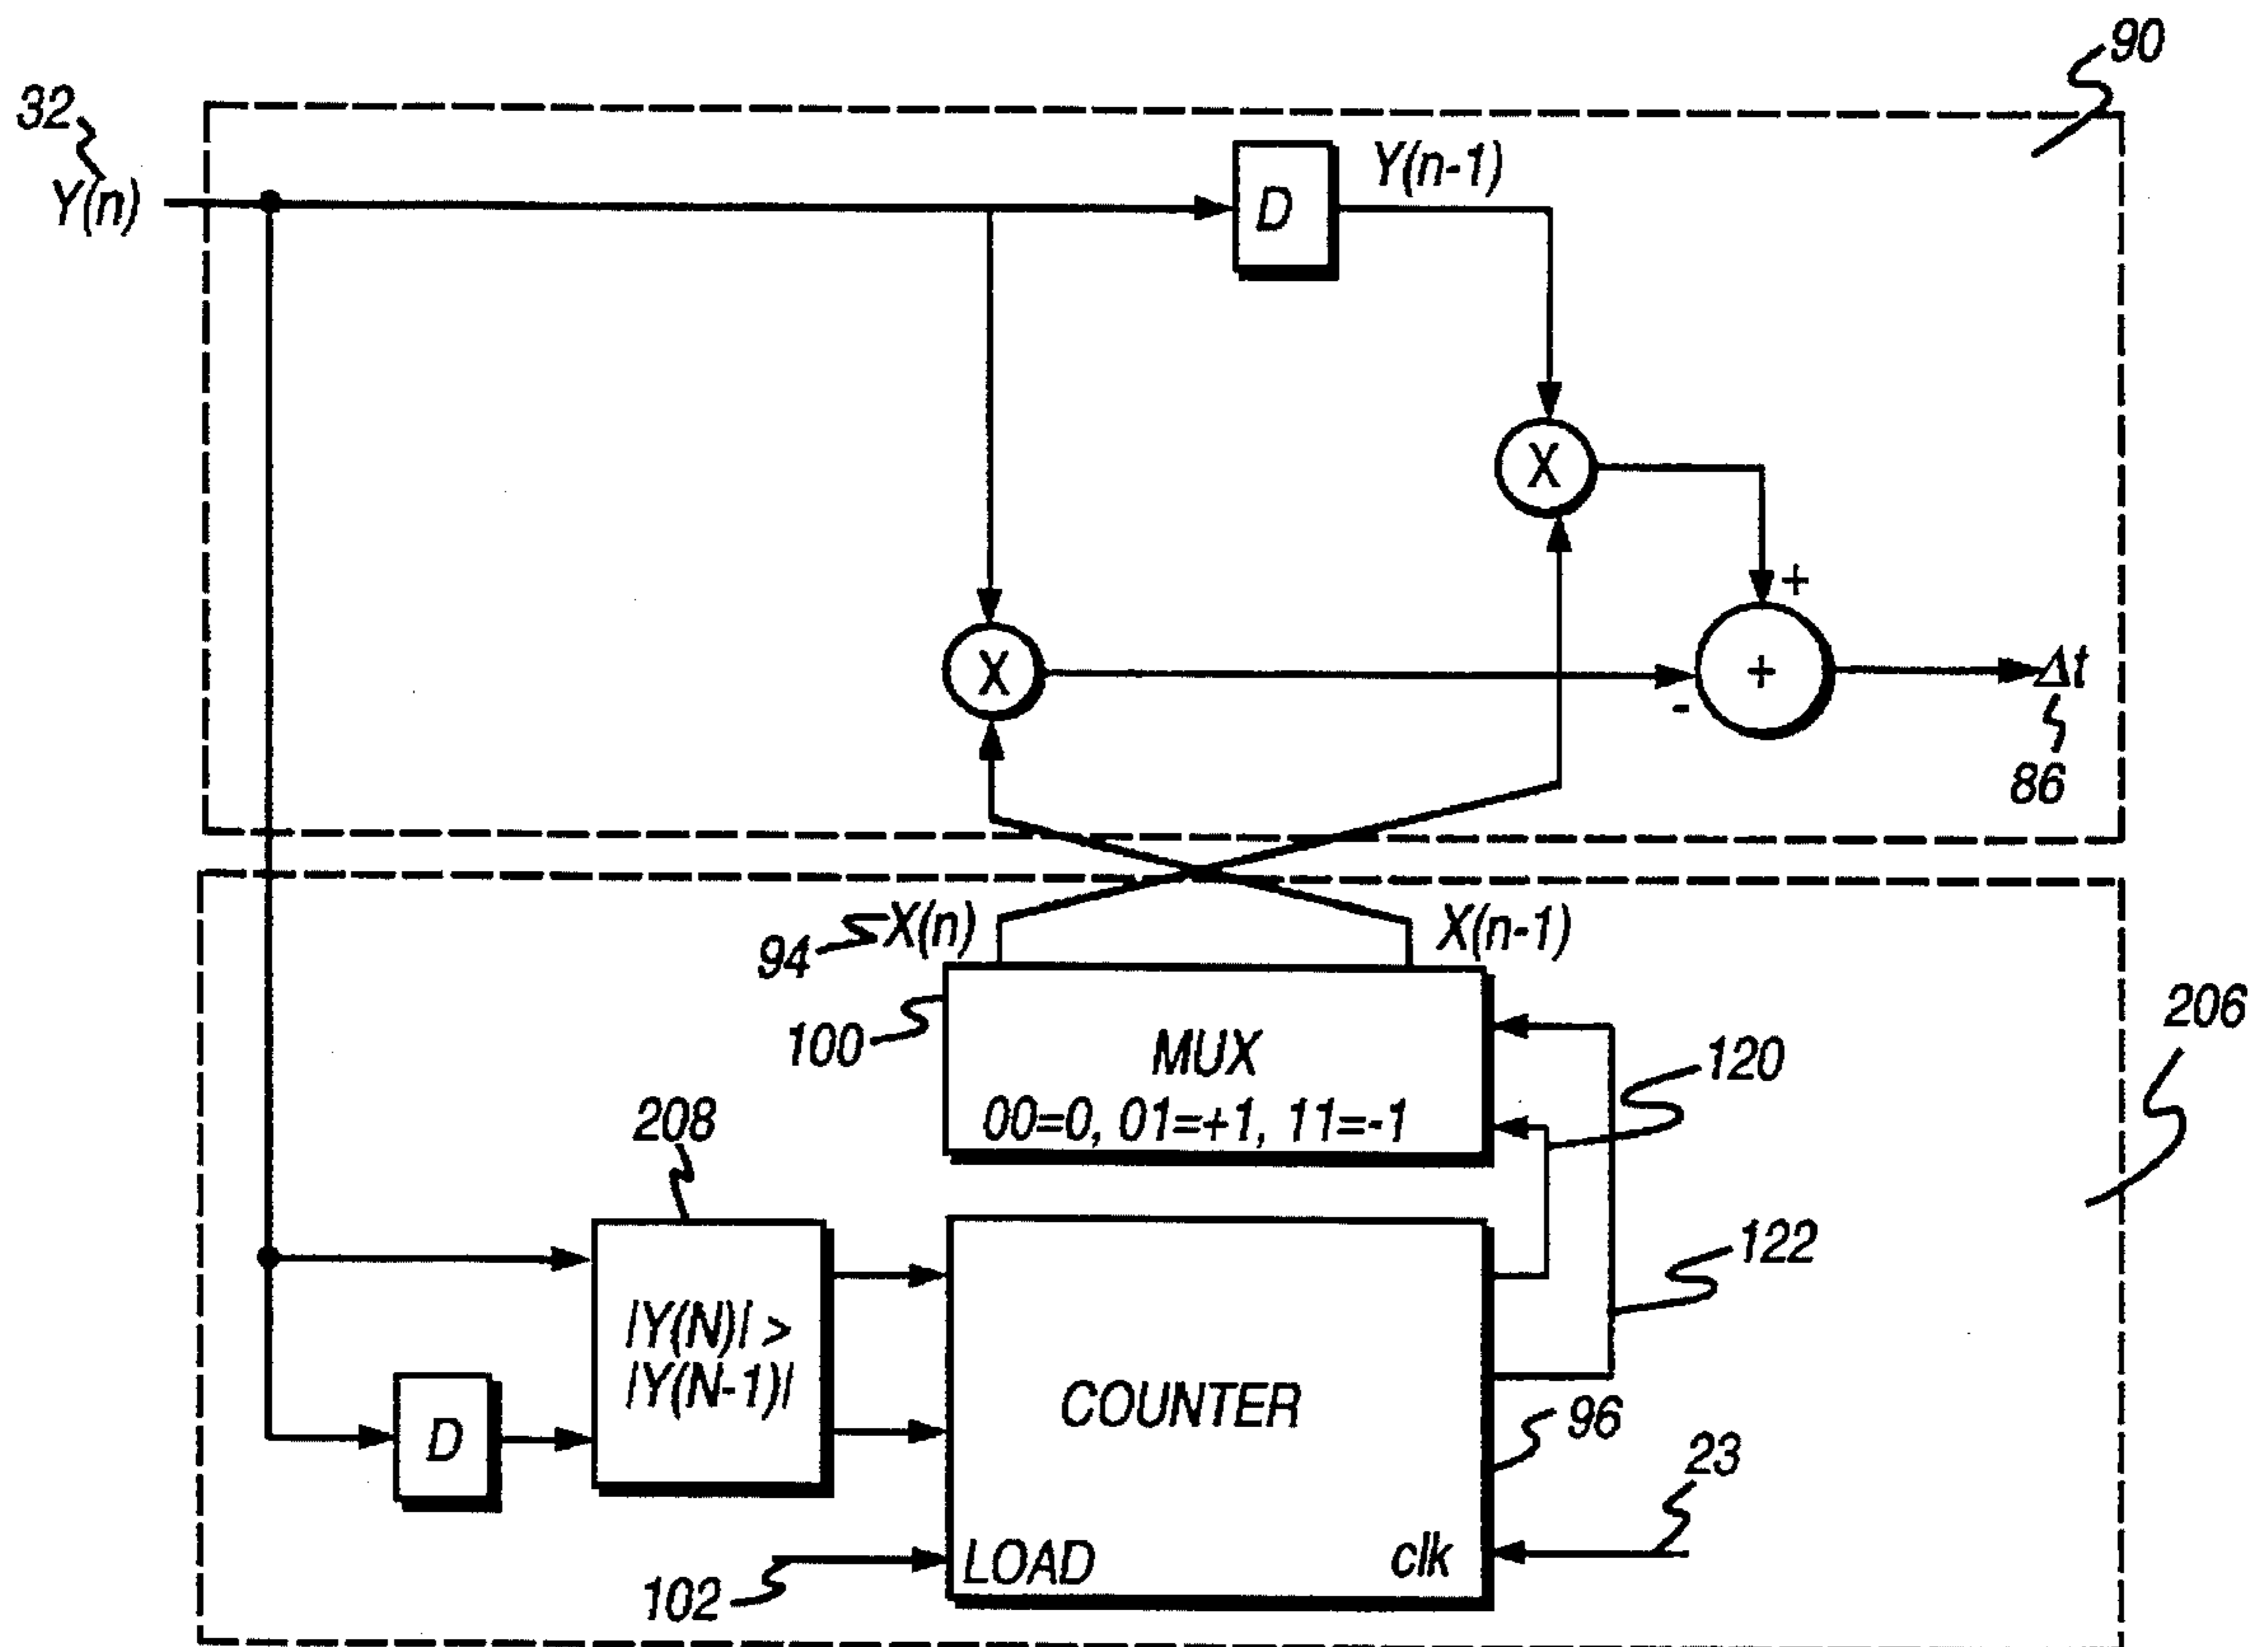 90
32
Y(n)
D
Y(n-1)
X
+
X
-
+
Δt
86
94
X(n)
X(n-1)
100
MUX
00=0, 01=+1, 11=-1
206
120
208
122
|Y(N)| >
|Y(N-1)|
COUNTER
D
96
23
LOAD
clk
102